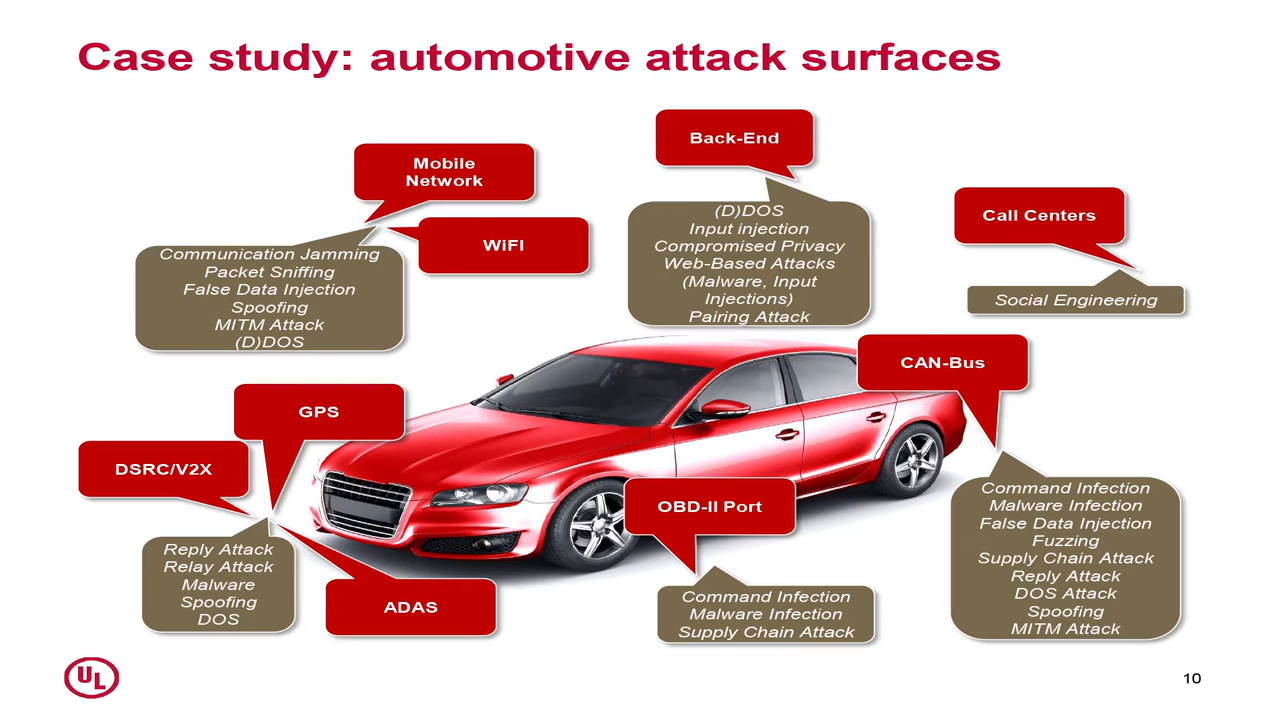 Case study: automotive attack surfaces
Mobile
Network
WiFI
Communication Jamming
Packet Sniffing
False Data Injection
Spoofing
MITM Attack
(D)DOS
Back-End
(D)DOS
Input injection
Compromised Privacy
Web-Based Attacks
(Malware, Input
Injections)
Pairing Attack
Call Centers
Social Engineering
CAN-Bus
Command Infection
Malware Infection
False Data Injection
Fuzzing
Supply Chain Attack
Reply Attack
DOS Attack
Spoofing
MITM Attack
GPS
DSRC/V2X
ADAS
Reply Attack
Relay Attack
Malware
Spoofing
DOS
OBD-II Port
Command Infection
Malware Infection
Supply Chain Attack
UL
10